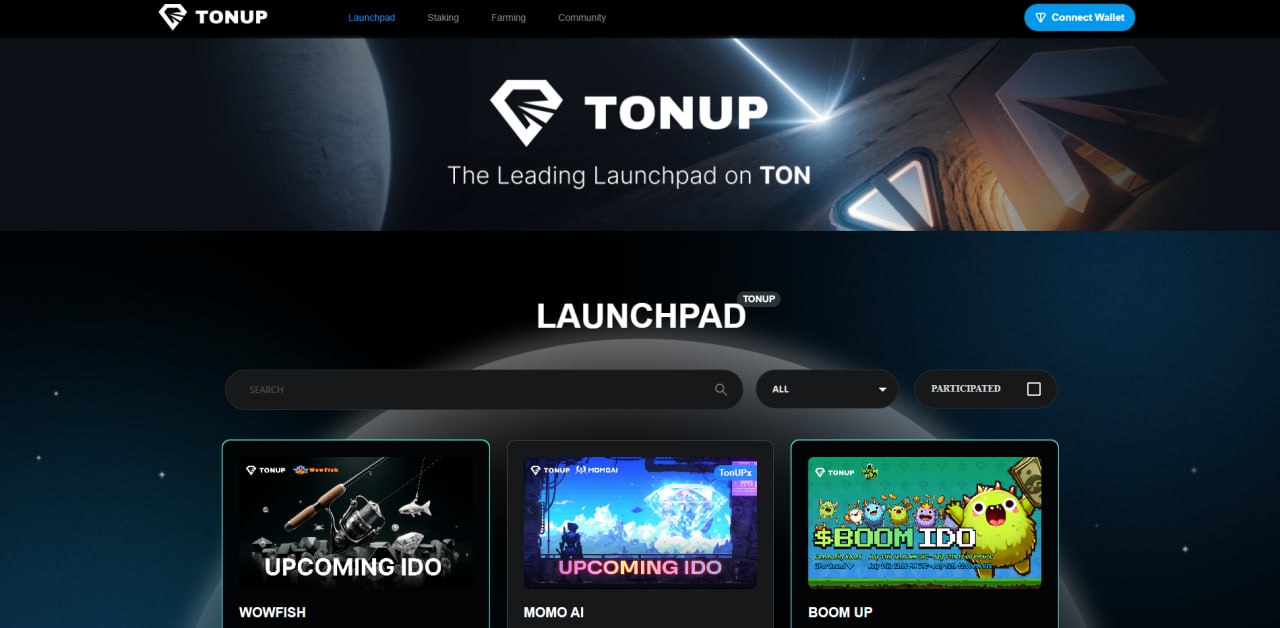 TONUP
Launchpad
Staking
Farming
Community
Connect Wallet
TONUP
The Leading Launchpad on TON
LAUNCHPAD
TONUP
SEARCH
ALL
PARTICIPATED
TONUP WowFish
UPCOMING IDO
WOWFISH
TONUP MOMOAI
TonUPx
UPCOMING IDO
MOMO AI
TONUP
$BOOM IDO
BOOM UP